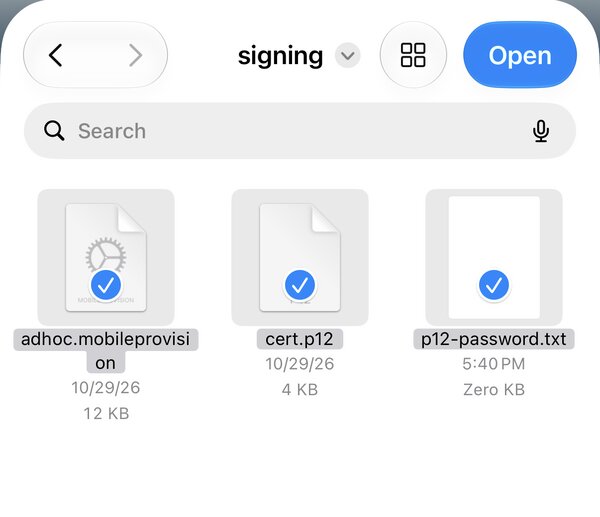 signing
Open
Search
adhoc.mobileprovisi
on
10/29/26
12 KB
cert.p12
10/29/26
4 KB
p12-password.txt
5:40 PM
Zero KB